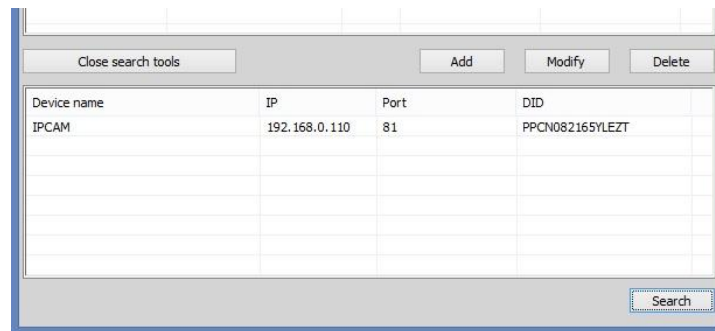 Close search tools Add Modify Delete
Device name IP Port DID
IPCAM 192.168.0.110 81 PPCN082165YLEZT
Search